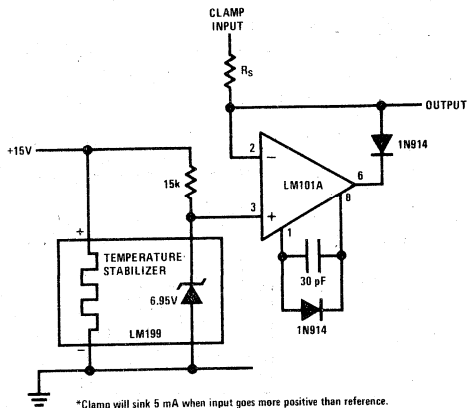 CLAMP
INPUT
RS
OUTPUT
+15V
2
−
1N914
15k
LM101A
6
8
3
+
1
+
TEMPERATURE
STABILIZER
30 pF
6.95V
1N914
−
LM199
*Clamp will sink 5 mA when input goes more positive than reference.